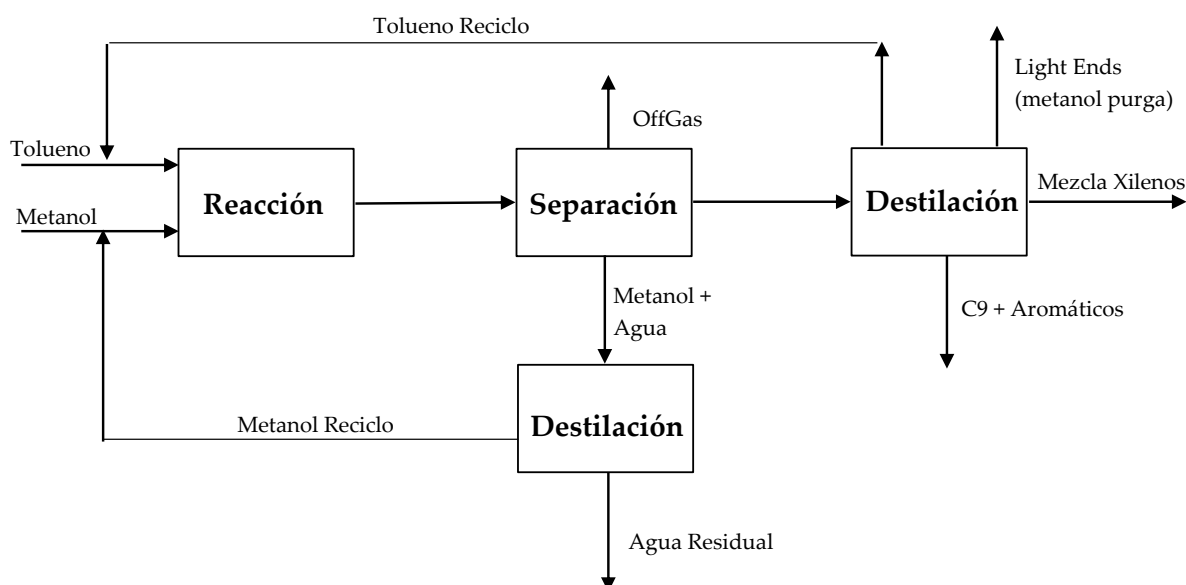 Tolueno Reciclo
Light Ends
(metanol purga)
OffGas
Tolueno
Metanol
Reacción
Separación
Destilación
Mezcla Xilenos
Metanol +
Agua
C9 + Aromáticos
Destilación
Metanol Reciclo
Agua Residual